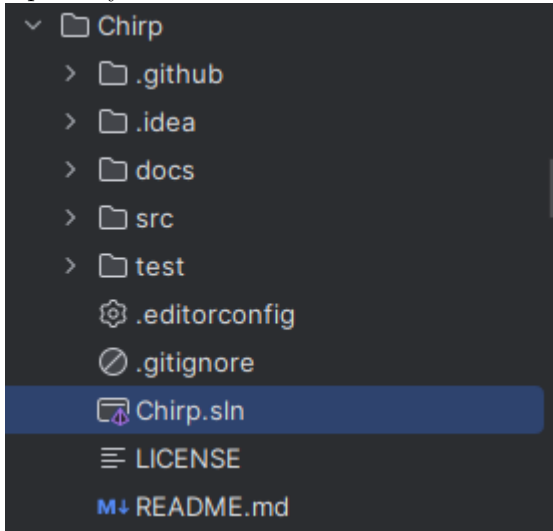 Chirp
.github
.idea
docs
src
test
.editorconfig
.gitignore
Chirp.sln
LICENSE
M↓ README.md